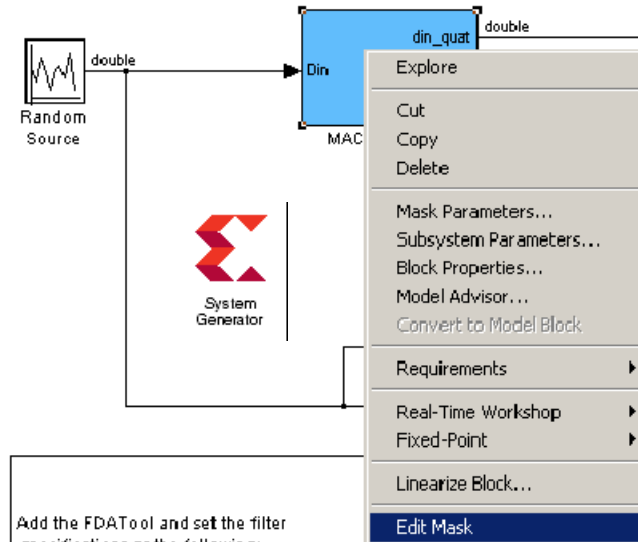 double
Random
Source
din_quat
double
Din
MAC
System
Generator
Explore
Cut
Copy
Delete
Mask Parameters...
Subsystem Parameters...
Block Properties...
Model Advisor...
Convert to Model Block
Requirements
Real-Time Workshop
Fixed-Point
Linearize Block...
Edit Mask
Add the FDATool and set the filter